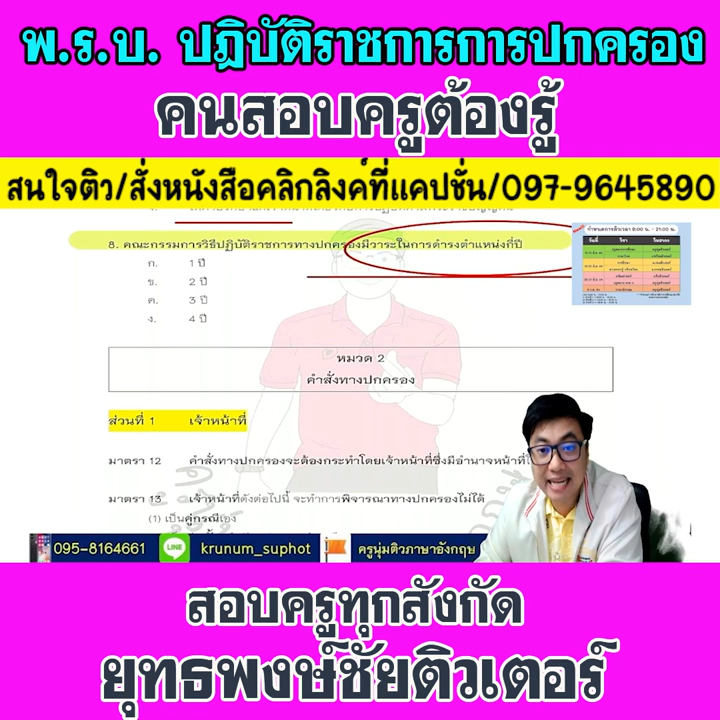 พ.ร.บ. ปฏิบัติราชการการปกครอง
คนสอบครูต้องรู้
สนใจติว/สั่งหนังสือคลิกลิงค์ที่แคปชั่น/097-9645890
8. คณะกรรมการวิธีปฏิบัติราชการทางปกครองมีวาระในการดำรงตำแหน่งกี่ปี
ก. 1 ปี
ข. 2 ปี
ค. 3 ปี
ง. 4 ปี
หมวด 2
คำสั่งทางปกครอง
ส่วนที่ 1 เจ้าหน้าที่
มาตรา 12 คำสั่งทางปกครองจะต้องกระทำโดยเจ้าหน้าที่ซึ่งมีอำนาจหน้าที่
มาตรา 13 เจ้าหน้าที่ดังต่อไปนี้ จะทำการพิจารณาทางปกครองไม่ได้
(1) เป็นคู่กรณีเอง
095-8164661 LINE krunum_suphot ครูนุ่มติวภาษาอังกฤษ
สอบครูทุกสังกัด
ยุทธพงษ์ชัยติวเตอร์